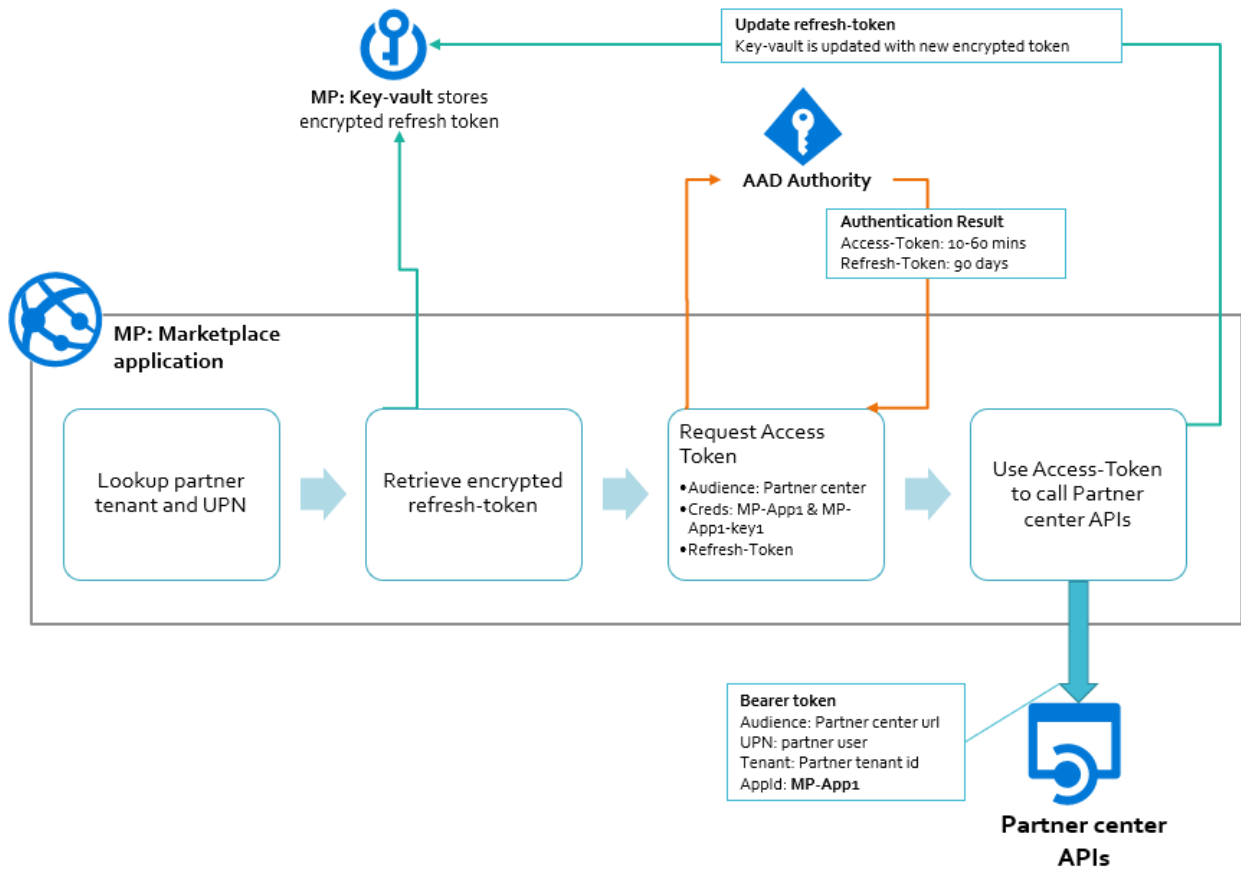 Update refresh-token
Key-vault is updated with new encrypted token
MP: Key-vault stores
encrypted refresh token
AAD Authority
Authentication Result
Access-Token: 10-60 mins
Refresh-Token: 90 days
MP: Marketplace
application
Lookup partner
tenant and UPN
Retrieve encrypted
refresh-token
Request Access
Token
•Audience: Partner center
•Creds: MP-App1 & MP-
App1-key1
•Refresh-Token
Use Access-Token
to call Partner
center APIs
Bearer token
Audience: Partner center url
UPN: partner user
Tenant: Partner tenant id
AppId: MP-App1
Partner center
APIs